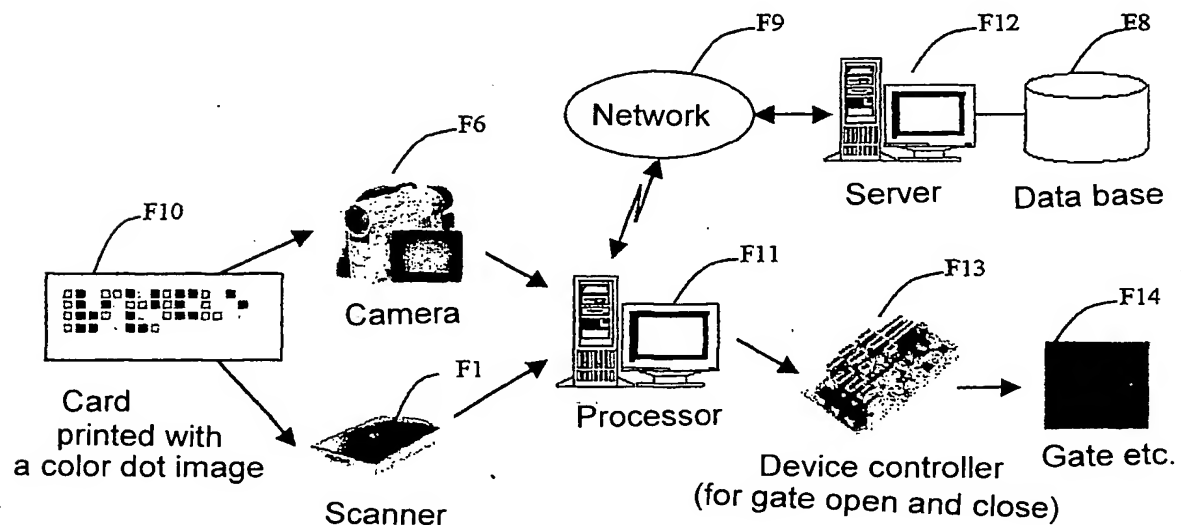 F9
F12
E8
Network
F6
Server
Data base
F10
F11
F13
F14
Camera
F1
Card
printed with
a color dot image
Processor
Scanner
Device controller
(for gate open and close)
Gate etc.